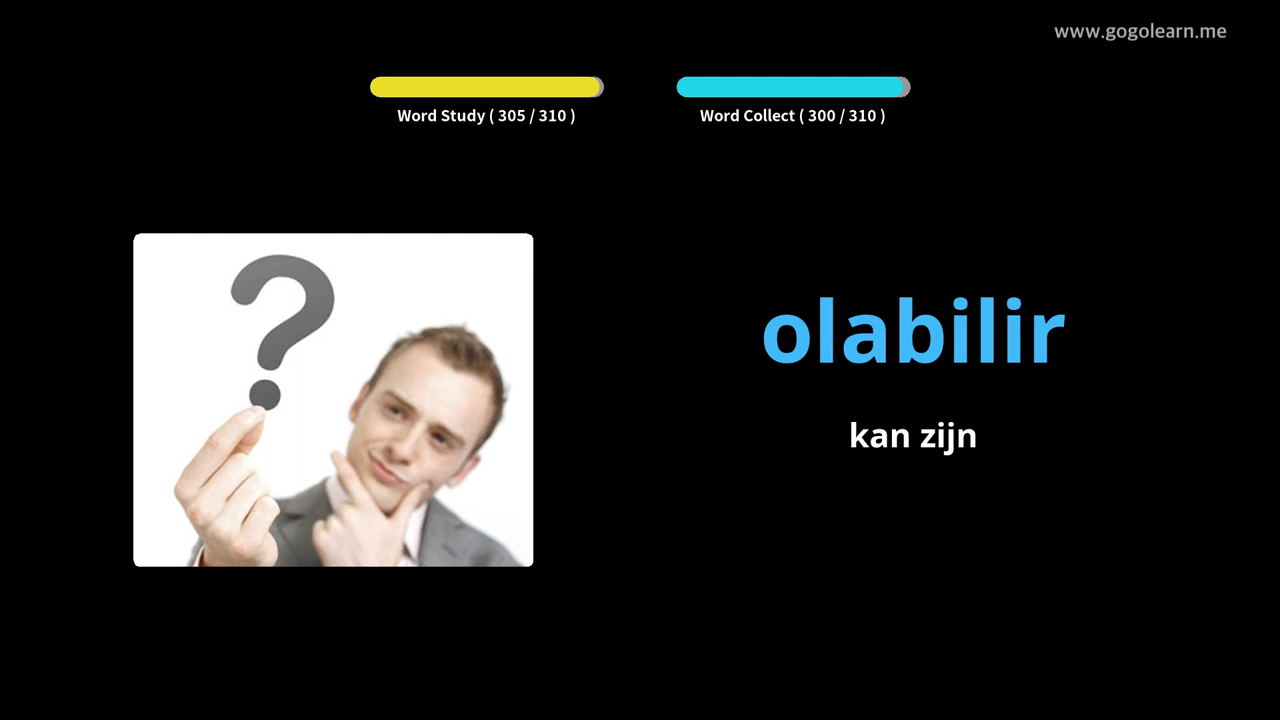 www.gogolearn.me
Word Study ( 305 / 310 )
Word Collect ( 300 / 310 )
?
olabilir
kan zijn